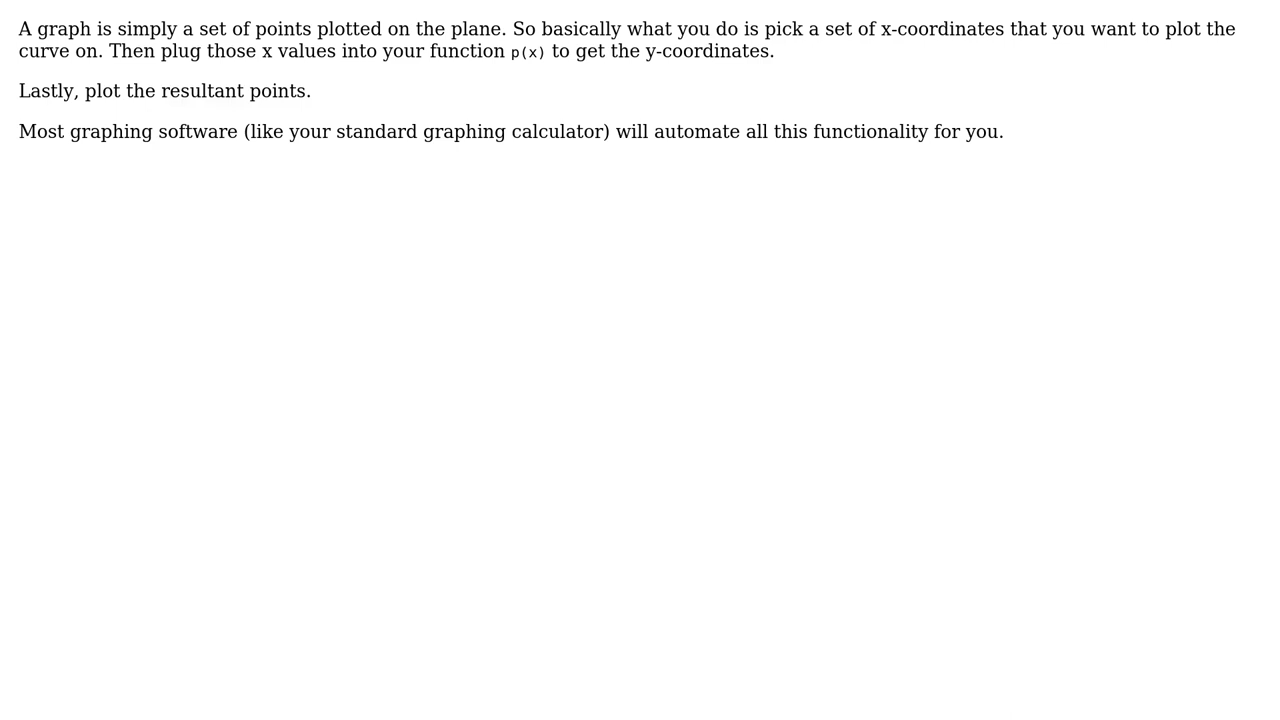 A graph is simply a set of points plotted on the plane. So basically what you do is pick a set of x-coordinates that you want to plot the
curve on. Then plug those x values into your function p(x) to get the y-coordinates.
Lastly, plot the resultant points.
Most graphing software (like your standard graphing calculator) will automate all this functionality for you.